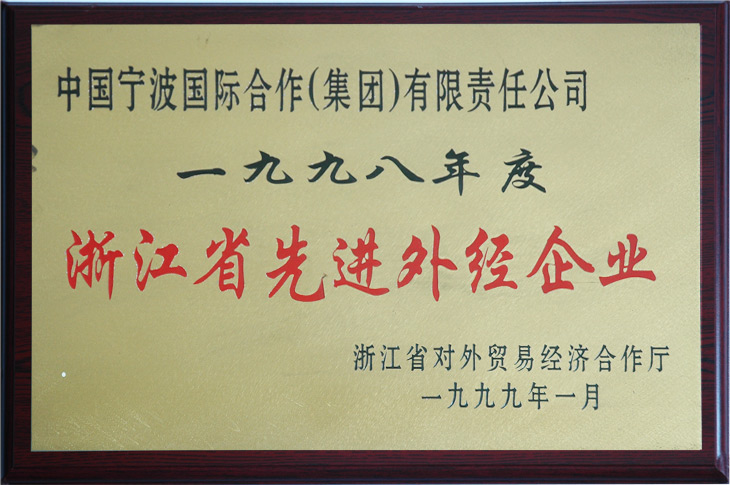 中国宁波国际合作(集团)有限责任公司
一九九八年度
浙江省先进外经企业
浙江省对外贸易经济合作厅
一九九九年一月